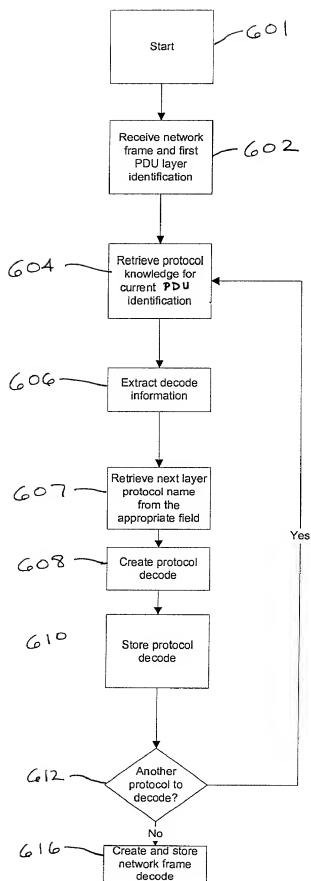 Start
601
Receive network
frame and first
PDU layer
identification
602
604
Retrieve protocol
knowledge for
current PDU
identification
606
Extract decode
information
607
Retrieve next layer
protocol name
from the
appropriate field
Yes
608
Create protocol
decode
610
Store protocol
decode
612
Another
protocol to
decode?
No
616
Create and store
network frame
decode